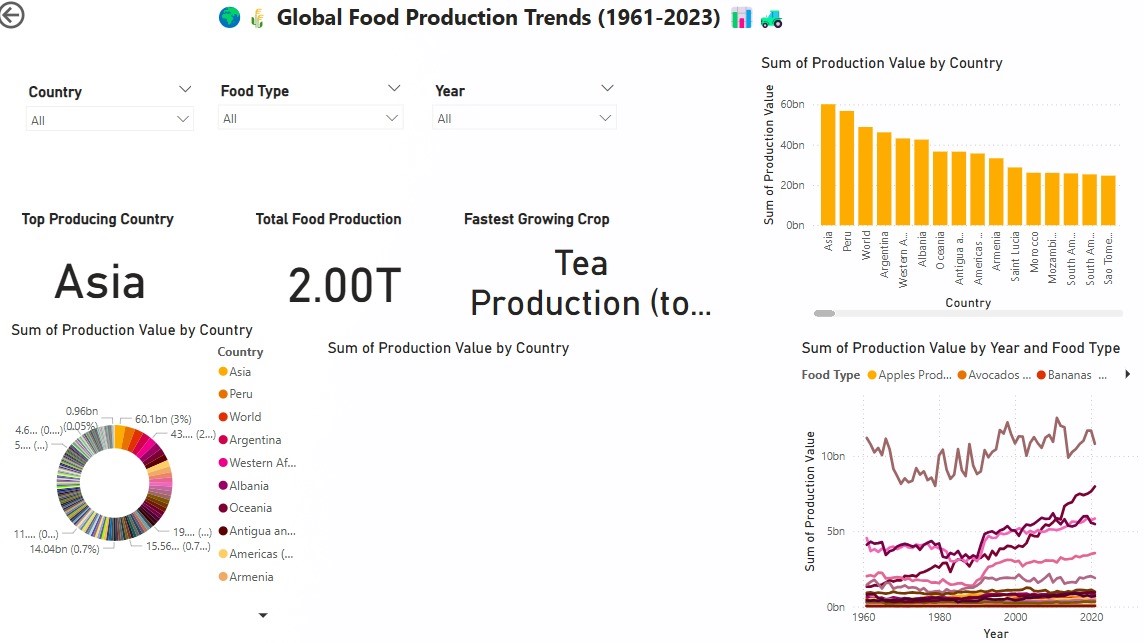 Global Food Production Trends (1961-2023)
Country
All
Food Type
All
Year
All
Top Producing Country
Asia
Total Food Production
2.00T
Fastest Growing Crop
Tea
Production (to...
Sum of Production Value by Country
Sum of Production Value
60bn
40bn
20bn
0bn
Asia
Peru
World
Argentina
Western A...
Albania
Oceania
Antigua a...
Americas ...
Armenia
Saint Lucia
Morocco
Mozambi...
South Am...
South Am...
Sao Tome...
Country
Sum of Production Value by Country
0.96bn
(0.05%)
60.1bn (3%)
43.... (2...)
4.6... (0....)
5.... (...)
11.... (0...)
14.04bn (0.7%)
15.56... (0.7...)
19.... (...)
Country
Asia
Peru
World
Argentina
Western Af...
Albania
Oceania
Antigua an...
Americas (...
Armenia
Sum of Production Value by Country
Sum of Production Value by Year and Food Type
Food Type Apples Prod... Avocados ... Bananas ...
Sum of Production Value
10bn
5bn
0bn
1960 1980 2000 2020
Year